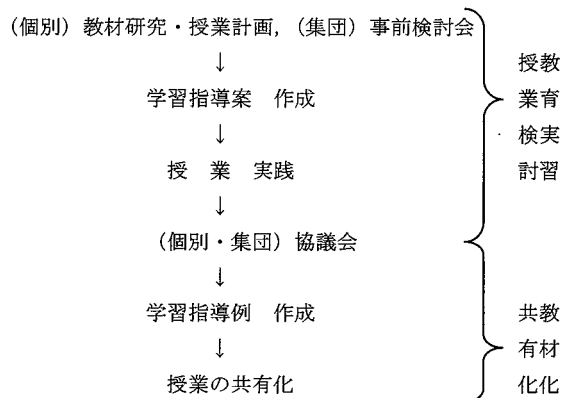 （個別）教材研究・授業計画，（集団）事前検討会
↓
学習指導案　作成
↓
授　業　実践
↓
（個別・集団）協議会
↓
学習指導例　作成
↓
授業の共有化
教育実習
授業検討
教材化
共有化